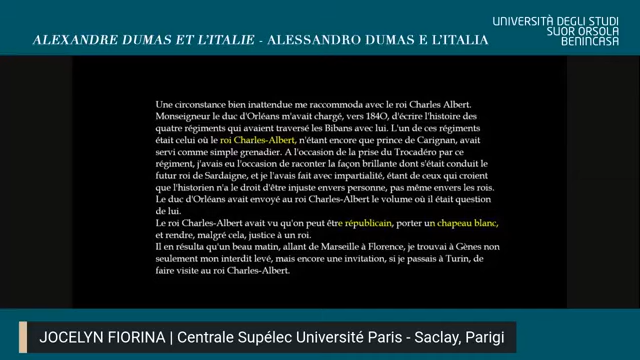 UNIVERSITÀ DEGLI STUDI
SUOR ORSOLA
BENINCASA
ALEXANDRE DUMAS ET L'ITALIE - ALESSANDRO DUMAS E L'ITALIA
Une circonstance bien inattendue me raccommoda avec le roi Charles Albert.
Monseigneur le duc d'Orléans m'avait chargé, vers 184O, d'écrire l'histoire des
quatre régiments qui avaient traversé les Bibans avec lui. L'un de ces régiments
était celui où le roi Charles-Albert, n'étant encore que prince de Carignan, avait
servi comme simple grenadier. A l'occasion de la prise du Trocadéro par ce
régiment, j'avais eu l'occasion de raconter la façon brillante dont s'était conduit le
futur roi de Sardaigne, et je l'avais fait avec impartialité, étant de ceux qui croient
que l'historien n'a le droit d'être injuste envers personne, pas même envers les rois.
Le duc d'Orléans avait envoyé au roi Charles-Albert le volume où il était question
de lui.
Le roi Charles-Albert avait vu qu'on peut être républicain, porter un chapeau blanc,
et rendre, malgré cela, justice à un roi.
Il en résulta qu'un beau matin, allant de Marseille à Florence, je trouvai à Gènes non
seulement mon interdit levé, mais encore une invitation, si je passais à Turin, de
faire visite au roi Charles-Albert.
JOCELYN FIORINA | Centrale Supélec Université Paris - Saclay, Parigi